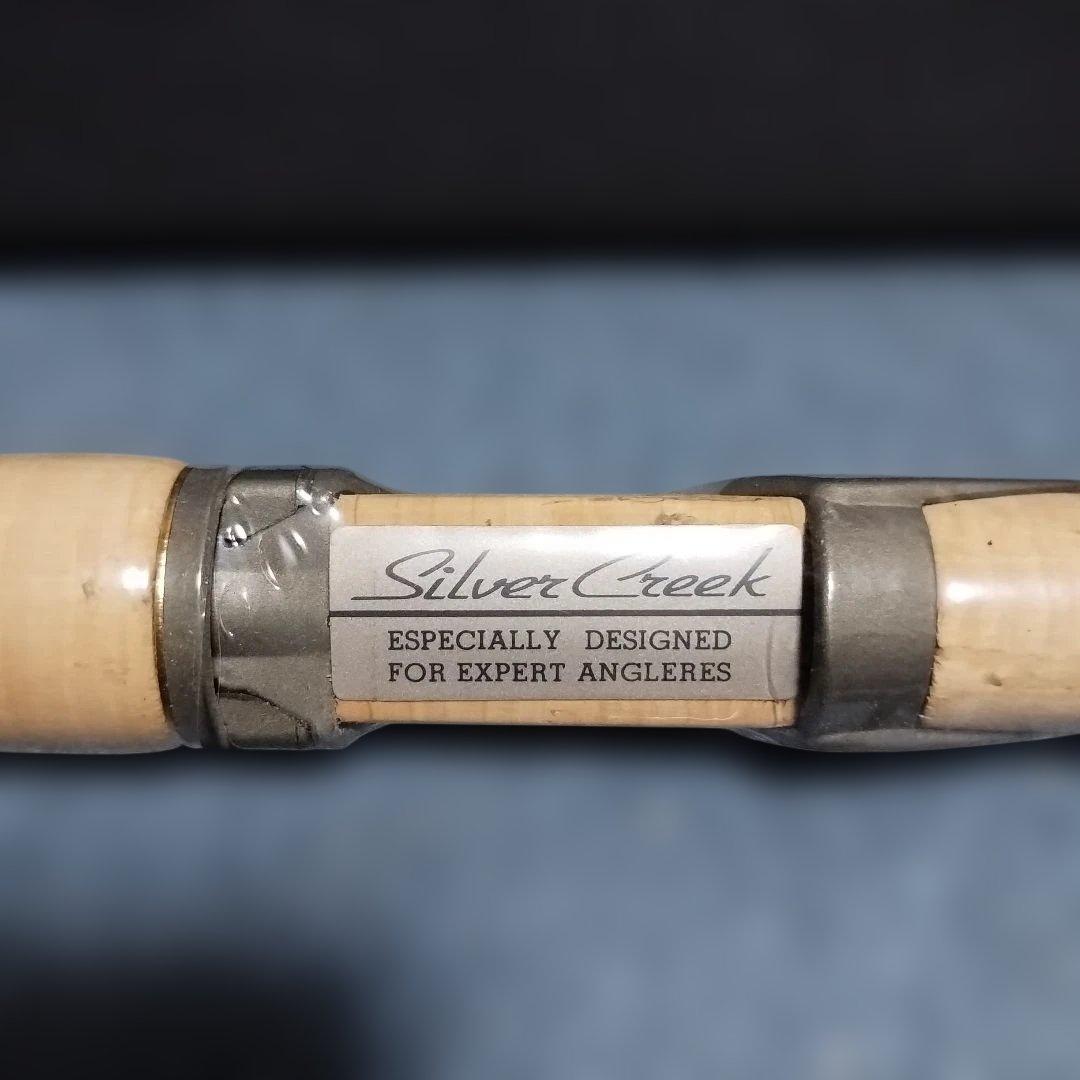 Silver Creek
ESPECIALLY DESIGNED
FOR EXPERT ANGLERES